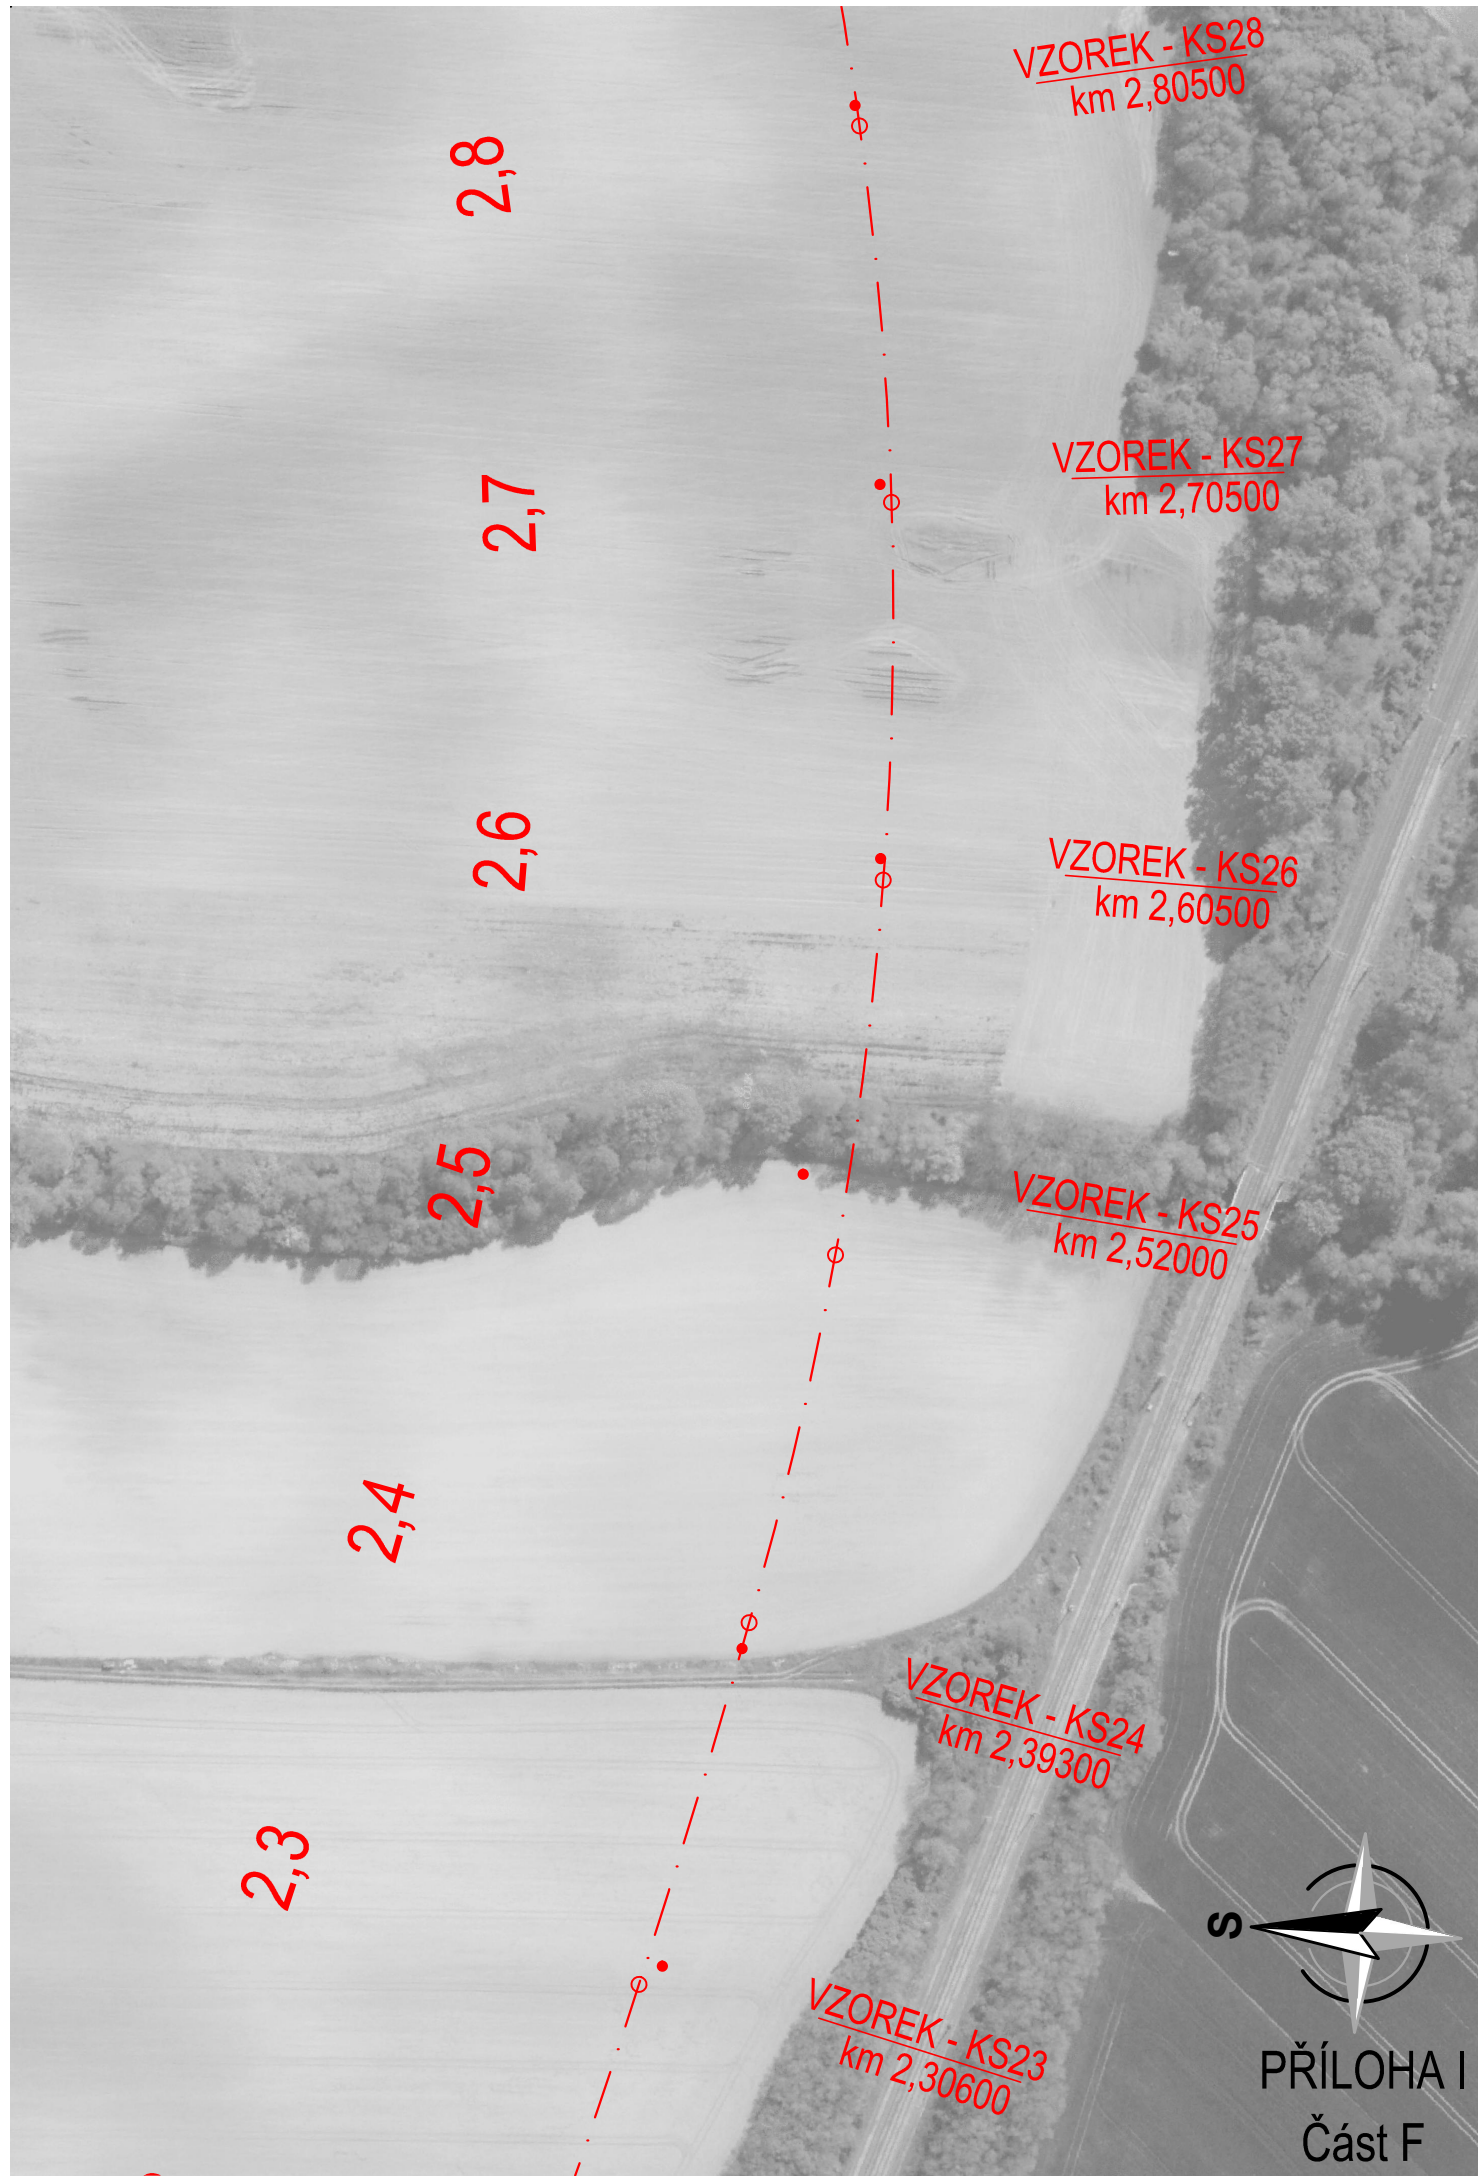 VZOREK - KS28
km 2,80500
2,8
VZOREK - KS27
km 2,70500
2,7
2,6
VZOREK - KS26
km 2,60500
2,5
VZOREK - KS25
km 2,52000
2,4
VZOREK - KS24
km 2,39300
2,3
S
VZOREK - KS23
km 2,30600
PŘÍLOHA I
Část F